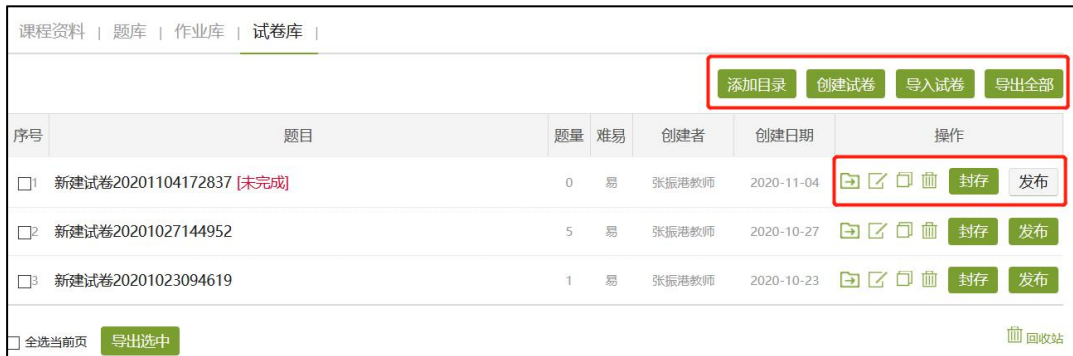 课程资料 | 题库 | 作业库 | 试卷库 |
添加目录 创建试卷 导入试卷 导出全部
序号 题目 题量 难易 创建者 创建日期 操作
1 新建试卷20201104172837 [未完成] 0 易 张振港教师 2020-11-04 封存 发布
2 新建试卷20201027144952 5 易 张振港教师 2020-10-27 封存 发布
3 新建试卷20201023094619 1 易 张振港教师 2020-10-23 封存 发布
全选当前页 导出选中 回收站